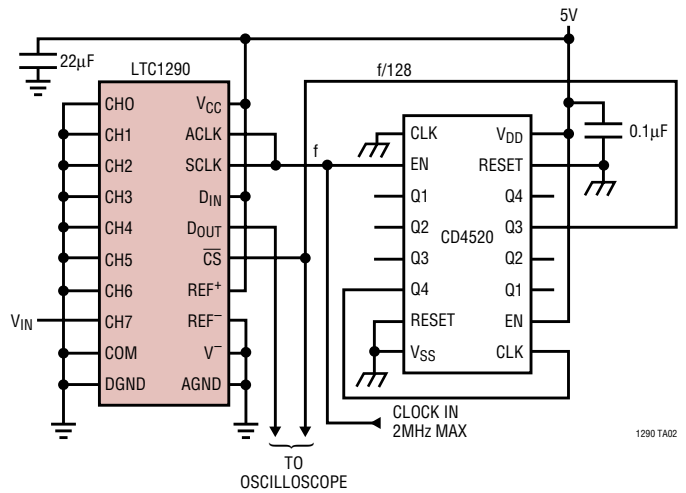 5V
22µF
LTC1290
f/128
CH0
CH1
CH2
CH3
CH4
CH5
CH6
CH7
COM
DGND
VCC
ACLK
SCLK
DIN
DOUT
CS
REF+
REF–
V–
AGND
VIN
f
CLK
EN
Q1
Q2
Q3
Q4
RESET
VSS
CD4520
VDD
RESET
Q4
Q3
Q2
Q1
EN
CLK
0.1µF
CLOCK IN
2MHz MAX
TO
OSCILLOSCOPE
1290 TA02